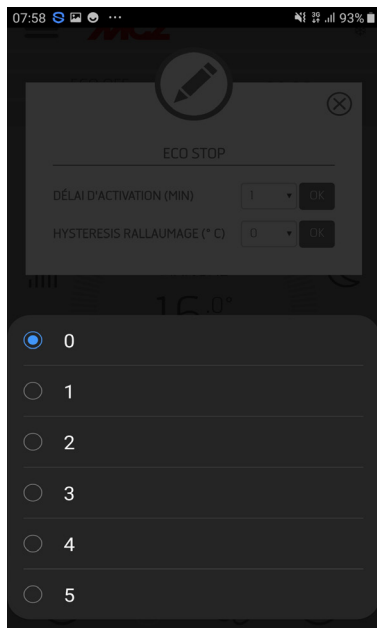 07:58 3G 93%
MCZ
ECO STOP
DÉLAI D'ACTIVATION (MIN) 1 OK
HYSTERESIS RALLAUMAGE (° C) 0 OK
16.0°
0
1
2
3
4
5